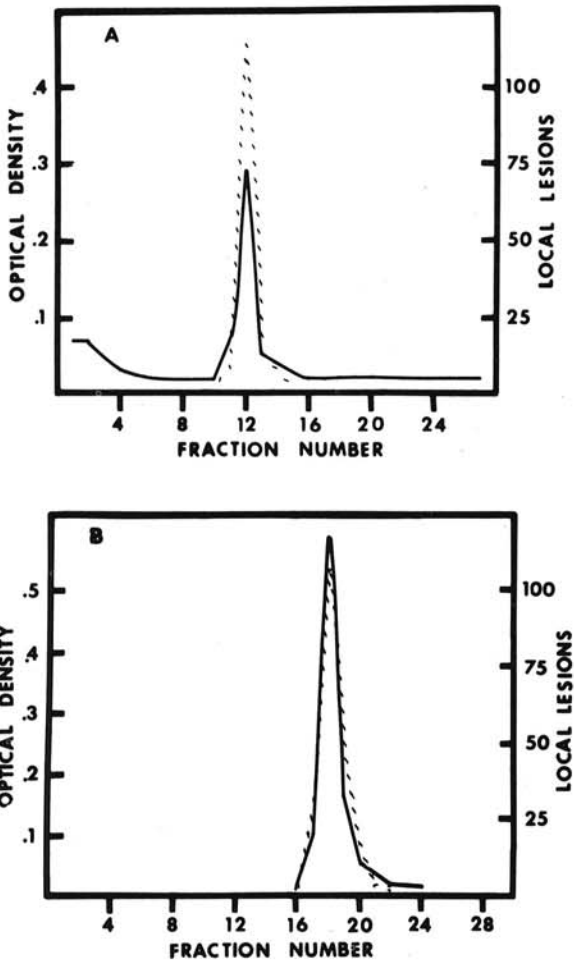 A
.4
.3
.2
.1
OPTICAL DENSITY
100
75
50
25
LOCAL LESIONS
4 8 12 16 20 24
FRACTION NUMBER
B
.5
.4
.3
.2
.1
OPTICAL DENSITY
100
75
50
25
LOCAL LESIONS
4 8 12 16 20 24 28
FRACTION NUMBER